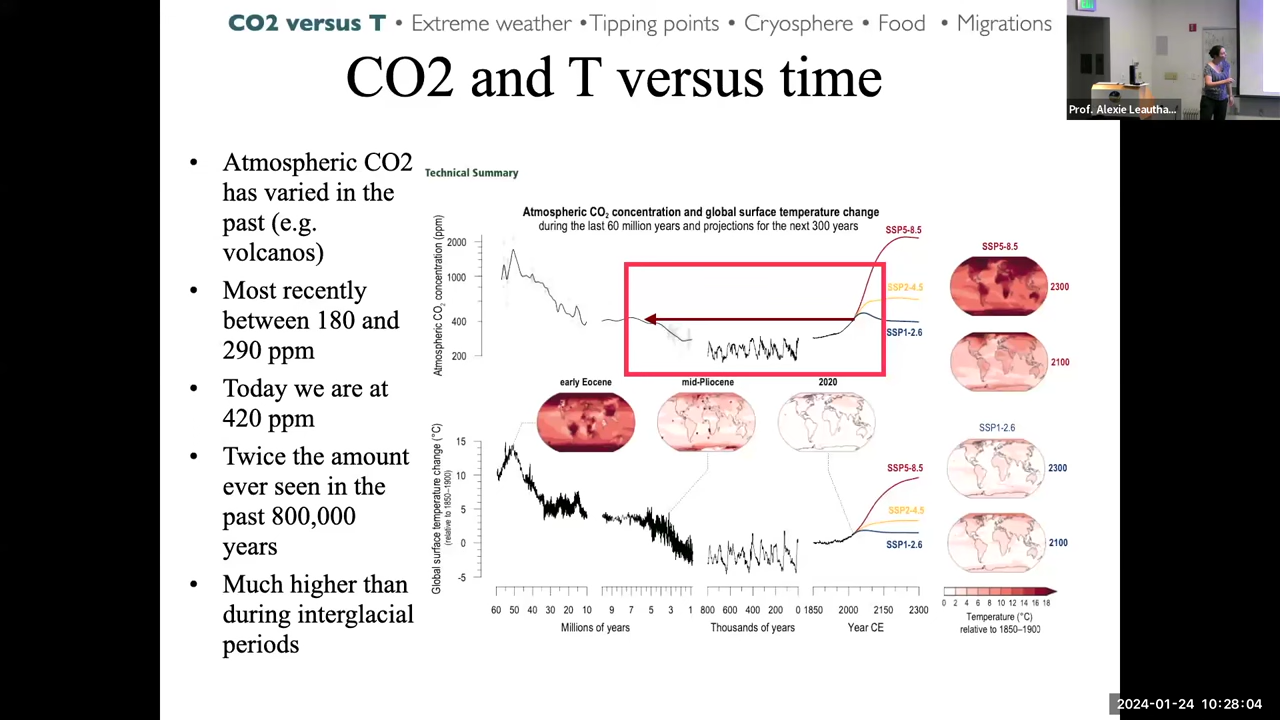 CO2 versus T • Extreme weather •Tipping points • Cryosphere • Food • Migrations
EXIT
Prof. Alexie Leautha...
CO2 and T versus time
• Atmospheric CO2
has varied in the
past (e.g.
volcanos)
• Most recently
between 180 and
290 ppm
• Today we are at
420 ppm
• Twice the amount
ever seen in the
past 800,000
years
• Much higher than
during interglacial
periods
Technical Summary
Atmospheric CO2 concentration and global surface temperature change
during the last 60 million years and projections for the next 300 years
Atmospheric CO2 concentration (ppm)
2000
1000
400
200
SSP5-8.5
SSP2-4.5
SSP1-2.6
early Eocene
mid-Pliocene
2020
Global surface temperature change (°C)
(relative to 1850–1900)
15
10
5
0
-5
SSP5-8.5
SSP2-4.5
SSP1-2.6
60 50 40 30 20 10
9 7 5 3 1
800 600 400 200 0
1850 2000 2150 2300
Millions of years
Thousands of years
Year CE
SSP5-8.5
2300
2100
SSP1-2.6
2300
2100
0 2 4 6 8 10 12 14 16 18
Temperature (°C)
relative to 1850–1900
2024-01-24 10:28:04